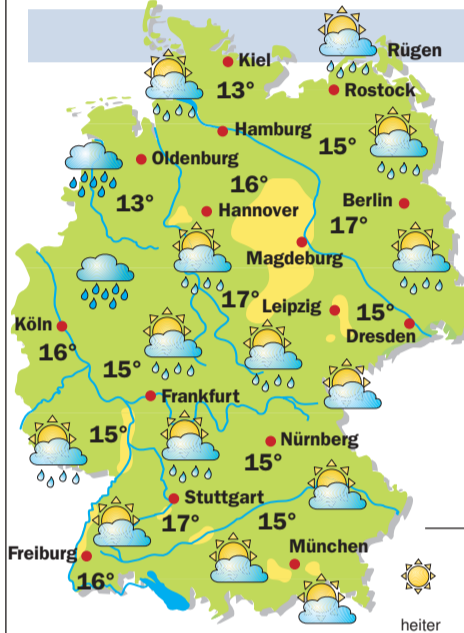 Rügen
Kiel
13°
Rostock
Hamburg
15°
Oldenburg
16°
13°
Hannover
Berlin
17°
Magdeburg
17°
Leipzig
15°
Köln
Dresden
16°
15°
Frankfurt
15°
Nürnberg
15°
Stuttgart
17°
15°
Freiburg
München
16°
heiter